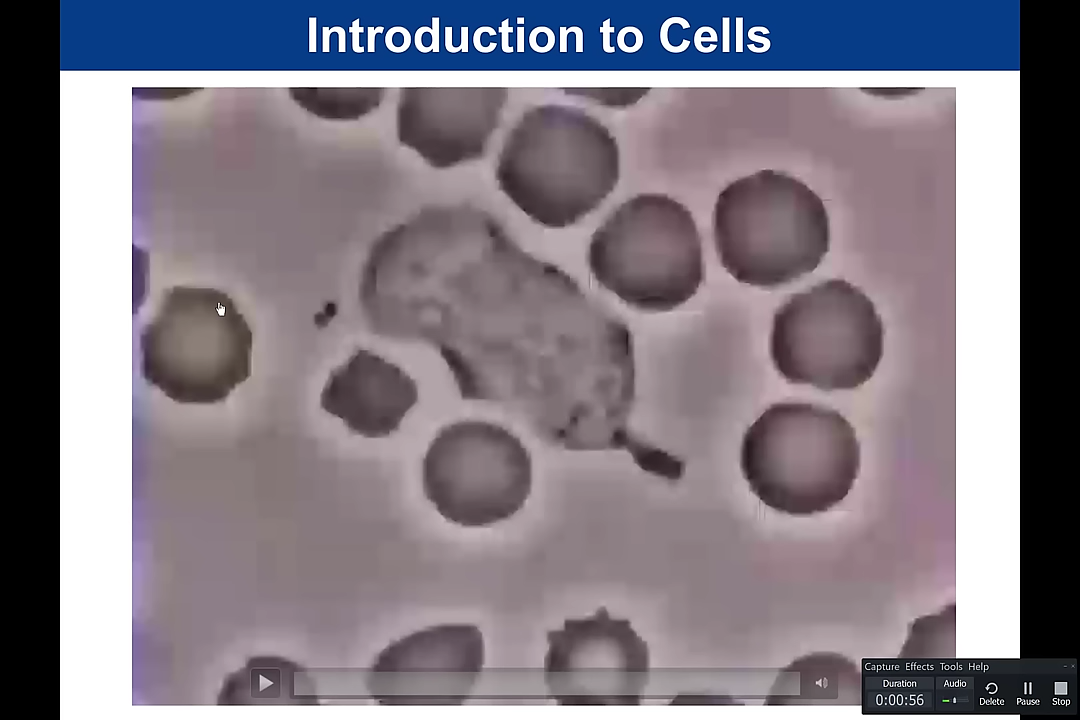 Introduction to Cells
Capture Effects Tools Help
Duration
Audio
0:00:56
Delete
Pause
Stop